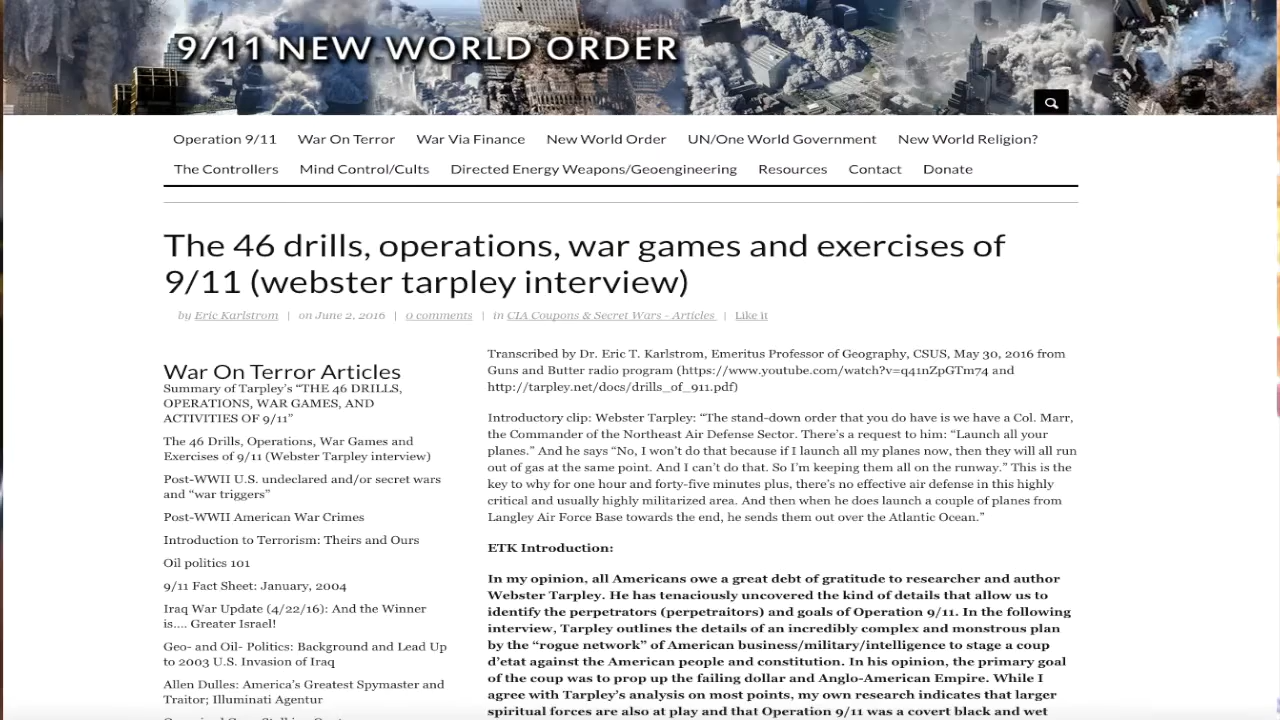 9/11 NEW WORLD ORDER
Operation 9/11 War On Terror War Via Finance New World Order UN/One World Government New World Religion?
The Controllers Mind Control/Cults Directed Energy Weapons/Geoengineering Resources Contact Donate
The 46 drills, operations, war games and exercises of
9/11 (webster tarpley interview)
by Eric Karlstrom | on June 2, 2016 | 0 comments | in CIA Coupons & Secret Wars - Articles | Like it
War On Terror Articles
Summary of Tarpley's “THE 46 DRILLS,
OPERATIONS, WAR GAMES, AND
ACTIVITIES OF 9/11”
The 46 Drills, Operations, War Games and
Exercises of 9/11 (Webster Tarpley interview)
Post-WWII U.S. undeclared and/or secret wars
and “war triggers”
Post-WWII American War Crimes
Introduction to Terrorism: Theirs and Ours
Oil politics 101
9/11 Fact Sheet: January, 2004
Iraq War Update (4/22/16): And the Winner
is.... Greater Israel!
Geo- and Oil- Politics: Background and Lead Up
to 2003 U.S. Invasion of Iraq
Allen Dulles: America's Greatest Spymaster and
Traitor; Illuminati Agentur
Transcribed by Dr. Eric T. Karlstrom, Emeritus Professor of Geography, CSUS, May 30, 2016 from
Guns and Butter radio program (https://www.youtube.com/watch?v=q41nZpGTm74 and
http://tarpley.net/docs/drills_of_911.pdf)
Introductory clip: Webster Tarpley: “The stand-down order that you do have is we have a Col. Marr,
the Commander of the Northeast Air Defense Sector. There's a request to him: “Launch all your
planes.” And he says “No, I won't do that because if I launch all my planes now, then they will all run
out of gas at the same point. And I can't do that. So I'm keeping them all on the runway.” This is the
key to why for one hour and forty-five minutes plus, there's no effective air defense in this highly
critical and usually highly militarized area. And then when he does launch a couple of planes from
Langley Air Force Base towards the end, he sends them out over the Atlantic Ocean.”
ETK Introduction:
In my opinion, all Americans owe a great debt of gratitude to researcher and author
Webster Tarpley. He has tenaciously uncovered the kind of details that allow us to
identify the perpetrators (perpetraitors) and goals of Operation 9/11. In the following
interview, Tarpley outlines the details of an incredibly complex and monstrous plan
by the “rogue network” of American business/military/intelligence to stage a coup
d'etat against the American people and constitution. In his opinion, the primary goal
of the coup was to prop up the failing dollar and Anglo-American Empire. While I
agree with Tarpley's analysis on most points, my own research indicates that larger
spiritual forces are also at play and that Operation 9/11 was a covert black and wet